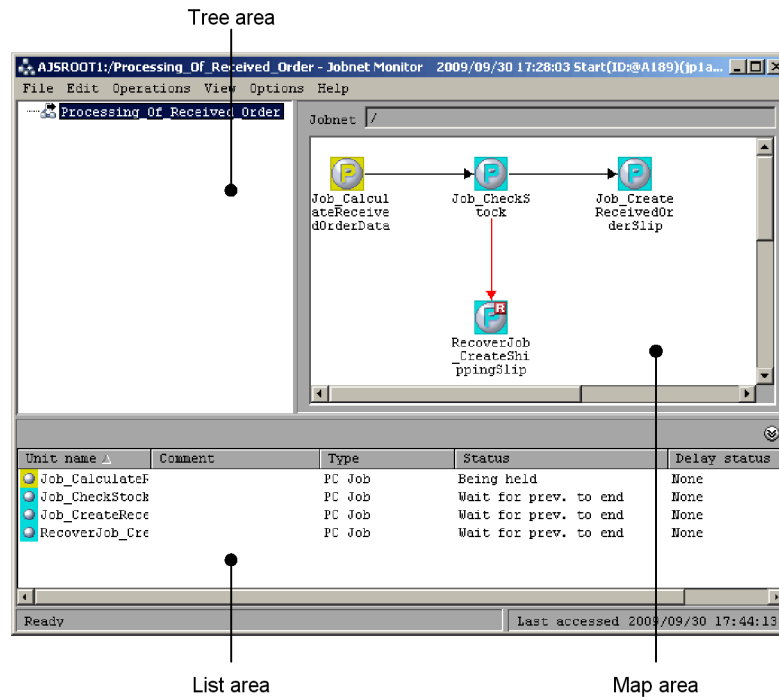 Tree area
AJSROOT1:/Processing_Of_Received_Order - Jobnet Monitor 2009/09/30 17:28:03 Start(ID:@A189)(jp1a...
File Edit Operations View Options Help
Processing_Of_Received_Order
Jobnet /
Job_Calcul
ateReceive
dOrderData
Job_CheckS
tock
Job_Create
ReceivedOr
derSlip
RecoverJob
_CreateShi
ppingSlip
Unit name Comment Type Status Delay status
Job_CalculateR PC Job Being held None
Job_CheckStock PC Job Wait for prev. to end None
Job_CreateRece PC Job Wait for prev. to end None
RecoverJob_Cre PC Job Wait for prev. to end None
Ready Last accessed 2009/09/30 17:44:13
List area Map area